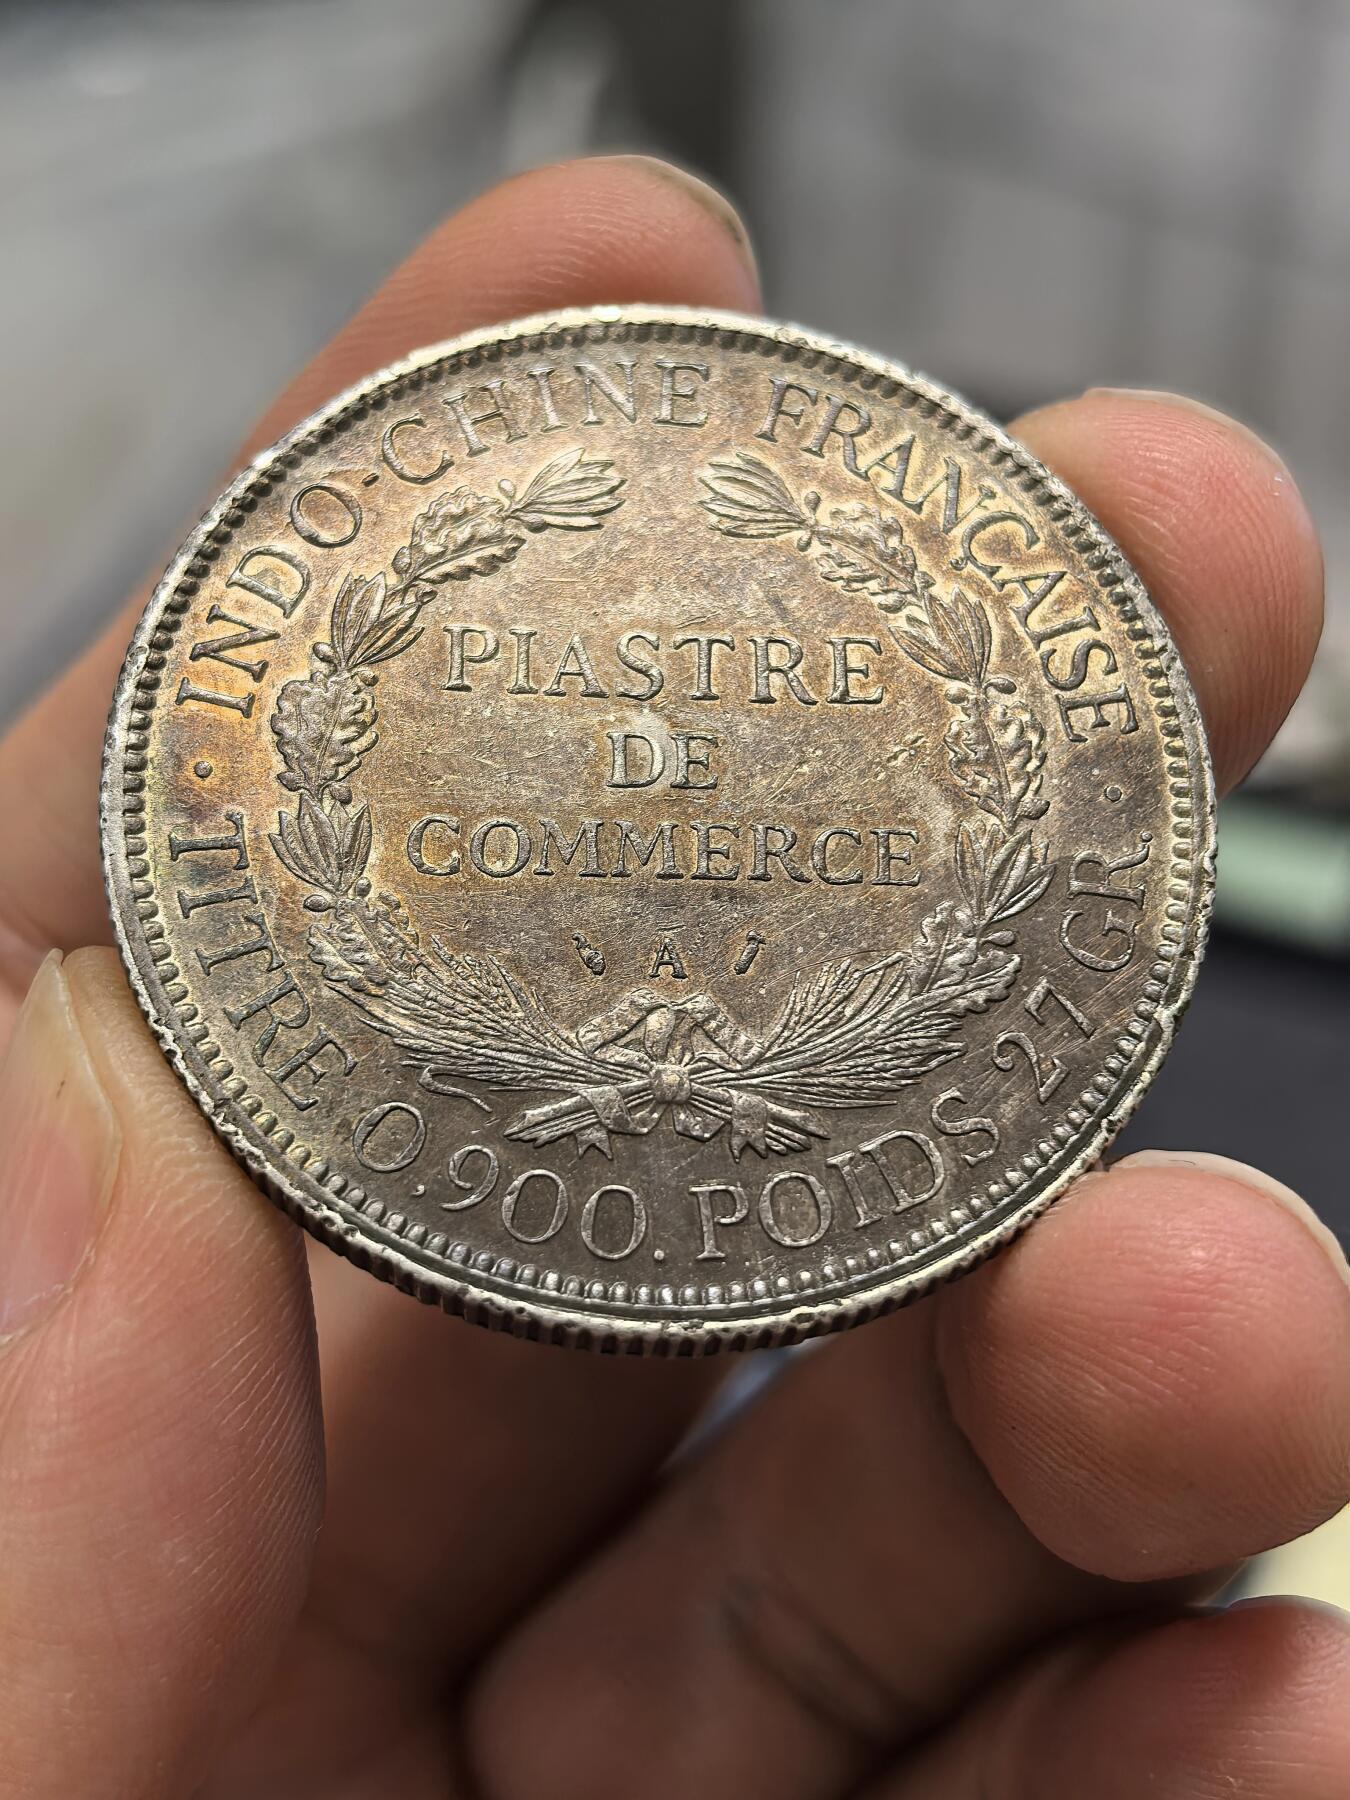 INDO-CHINE FRANÇAISE
PIASTRE
DE
COMMERCE
A
· TITRE 0,900. POIDS 27 GR. ·